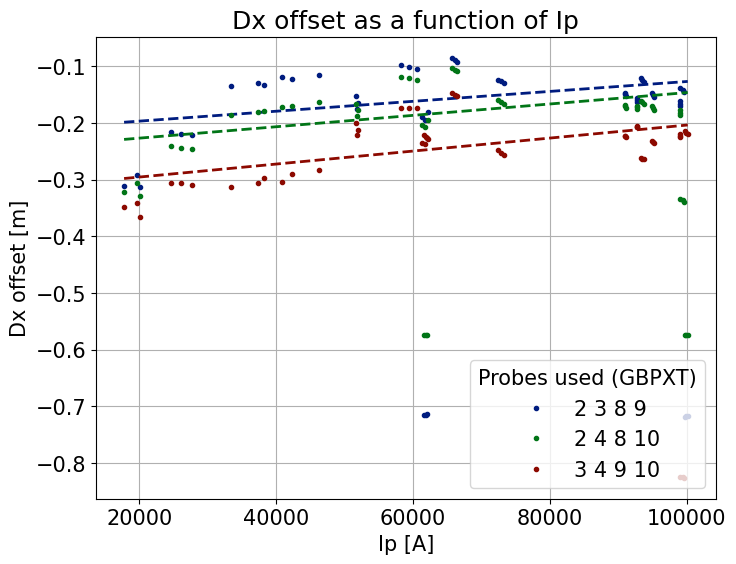 Dx offset as a function of Ip
Dx offset [m]
−0.1
−0.2
−0.3
−0.4
−0.5
−0.6
−0.7
−0.8
Probes used (GBPXT)
2 3 8 9
2 4 8 10
3 4 9 10
20000 40000 60000 80000 100000
Ip [A]